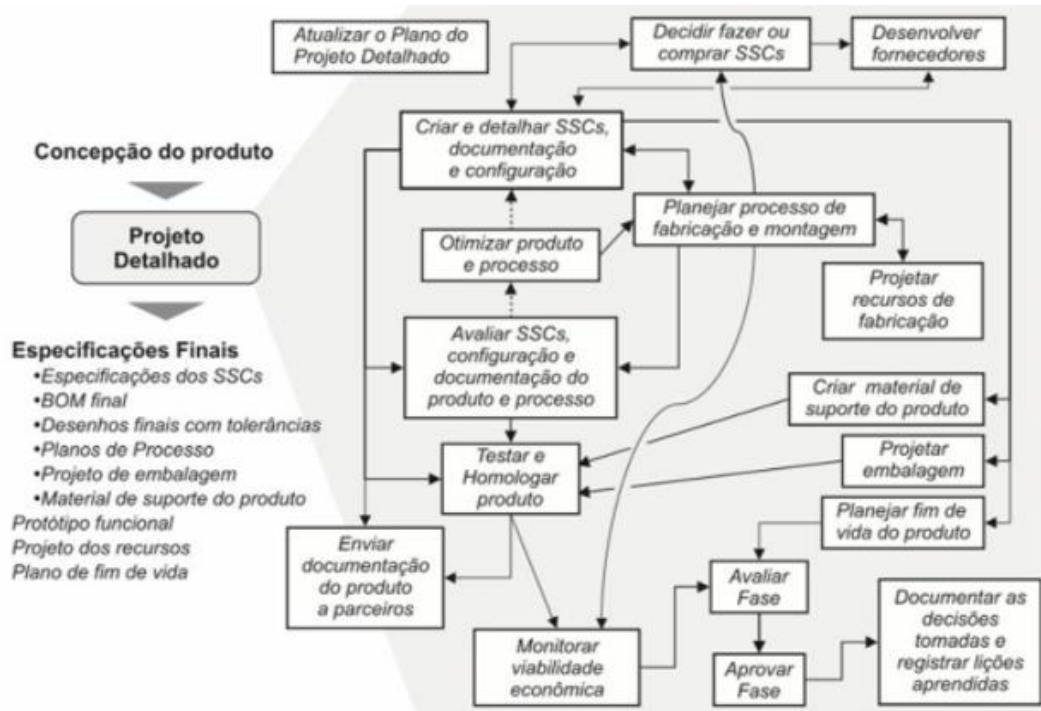 Atualizar o Plano do
Projeto Detalhado
Decidir fazer ou
comprar SSCs
Desenvolver
fornecedores
Criar e detalhar SSCs,
documentação
e configuração
Concepção do produto
Projeto
Detalhado
Planejar processo de
fabricação e montagem
Otimizar produto
e processo
Projetar
recursos de
fabricação
Avaliar SSCs,
configuração e
documentação do
produto e processo
Especificações Finais
•Especificações dos SSCs
•BOM final
•Desenhos finais com tolerâncias
•Planos de Processo
•Projeto de embalagem
•Material de suporte do produto
Protótipo funcional
Projeto dos recursos
Plano de fim de vida
Criar material de
suporte do produto
Testar e
Homologar
produto
Projetar
embalagem
Planejar fim de
vida do produto
Enviar
documentação
do produto
a parceiros
Avaliar
Fase
Monitorar
viabilidade
econômica
Aprovar
Fase
Documentar as
decisões
tomadas e
registrar lições
aprendidas